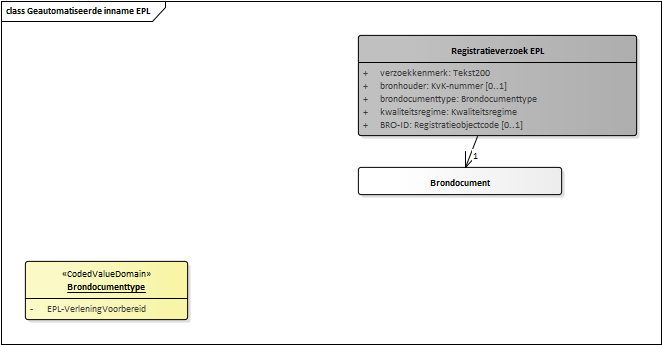 class Geautomatiseerde inname EPL
Registratieverzoek EPL
+ verzoekkenmerk: Tekst200
+ bronhouder: KvK-nummer [0..1]
+ brondocumenttype: Brondocumenttype
+ kwaliteitsregime: Kwaliteitsregime
+ BRO-ID: Registratieobjectcode [0..1]
1
Brondocument
«CodedValueDomain»
Brondocumenttype
- EPL-VerleningVoorbereid